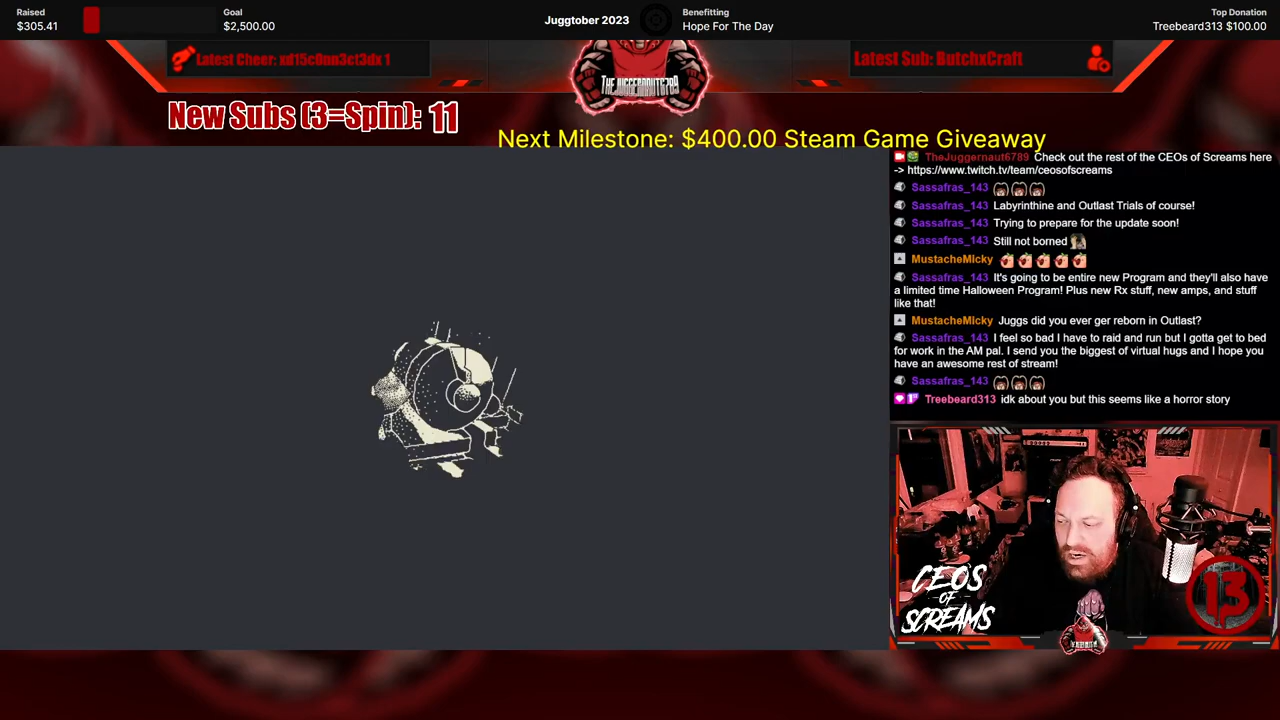 Raised
$305.41
Goal
$2,500.00
Juggtober 2023
Benefitting
Hope For The Day
Top Donation
Treebeard313 $100.00
Latest Cheer: xd15c0nn3ct3dx 1
THEJUGGERNAUT6789
Latest Sub: ButchxCraft
New Subs (3=Spin): 11
Next Milestone: $400.00 Steam Game Giveaway
TheJuggernaut6789 Check out the rest of the CEOs of Screams here
-> https://www.twitch.tv/team/ceosofscreams
Sassafras_143
Sassafras_143 Labyrinthine and Outlast Trials of course!
Sassafras_143 Trying to prepare for the update soon!
Sassafras_143 Still not borned
MustacheMicky
Sassafras_143 It's going to be entire new Program and they'll also have
a limited time Halloween Program! Plus new Rx stuff, new amps, and stuff
like that!
MustacheMicky Juggs did you ever ger reborn in Outlast?
Sassafras_143 I feel so bad I have to raid and run but I gotta get to bed
for work in the AM pal. I send you the biggest of virtual hugs and I hope you
have an awesome rest of stream!
Sassafras_143
Treebeard313 idk about you but this seems like a horror story
CEOS
OF
SCREAMS
13